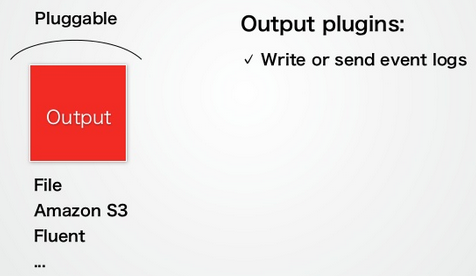 Pluggable
Output
File
Amazon S3
Fluent
...
Output plugins:
✓ Write or send event logs